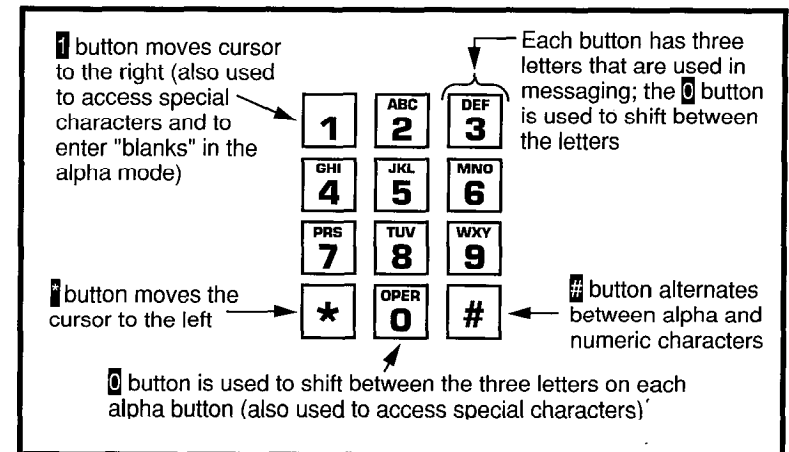 1 button moves cursor
to the right (also used
to access special
characters and to
enter "blanks" in the
alpha mode)
Each button has three
letters that are used in
messaging; the 0 button
is used to shift between
the letters
1
ABC
2
DEF
3
GHI
4
JKL
5
MNO
6
PRS
7
TUV
8
WXY
9
*
OPER
0
#
* button moves the
cursor to the left
# button alternates
between alpha and
numeric characters
0 button is used to shift between the three letters on each
alpha button (also used to access special characters)